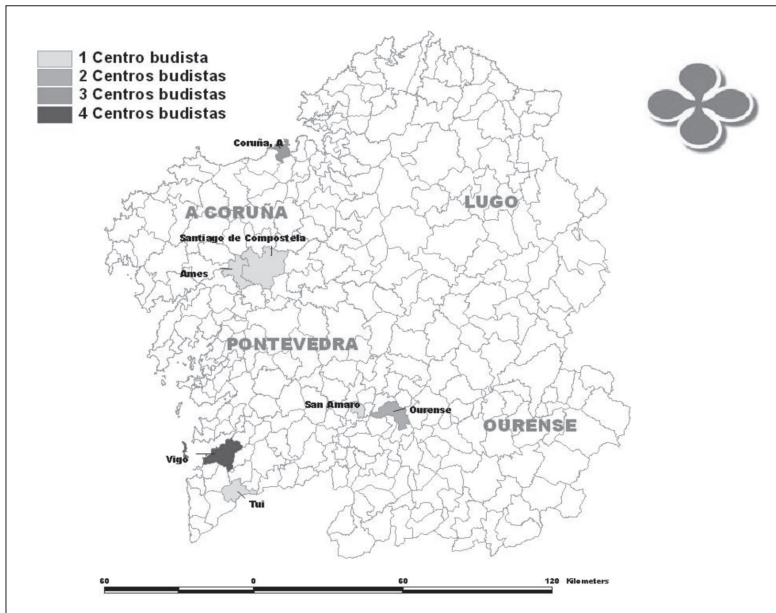 1 Centro budista
2 Centros budistas
3 Centros budistas
4 Centros budistas
Coruña, A
LUGO
A CORUÑA
Santiago de Compostela
Ames
PONTEVEDRA
San Amaro
Ourense
OURENSE
Vigo
Tui
60 0 60 120 Kilometers